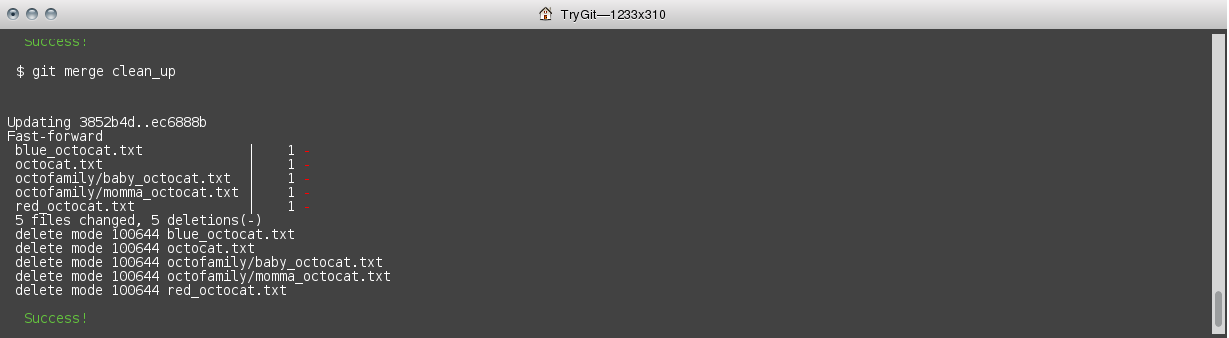 TryGit—1233x310
Success!
$ git merge clean_up
Updating 3852b4d..ec6888b
Fast-forward
blue_octocat.txt | 1 -
octocat.txt | 1 -
octofamily/baby_octocat.txt | 1 -
octofamily/momma_octocat.txt | 1 -
red_octocat.txt | 1 -
5 files changed, 5 deletions(-)
delete mode 100644 blue_octocat.txt
delete mode 100644 octocat.txt
delete mode 100644 octofamily/baby_octocat.txt
delete mode 100644 octofamily/momma_octocat.txt
delete mode 100644 red_octocat.txt
Success!